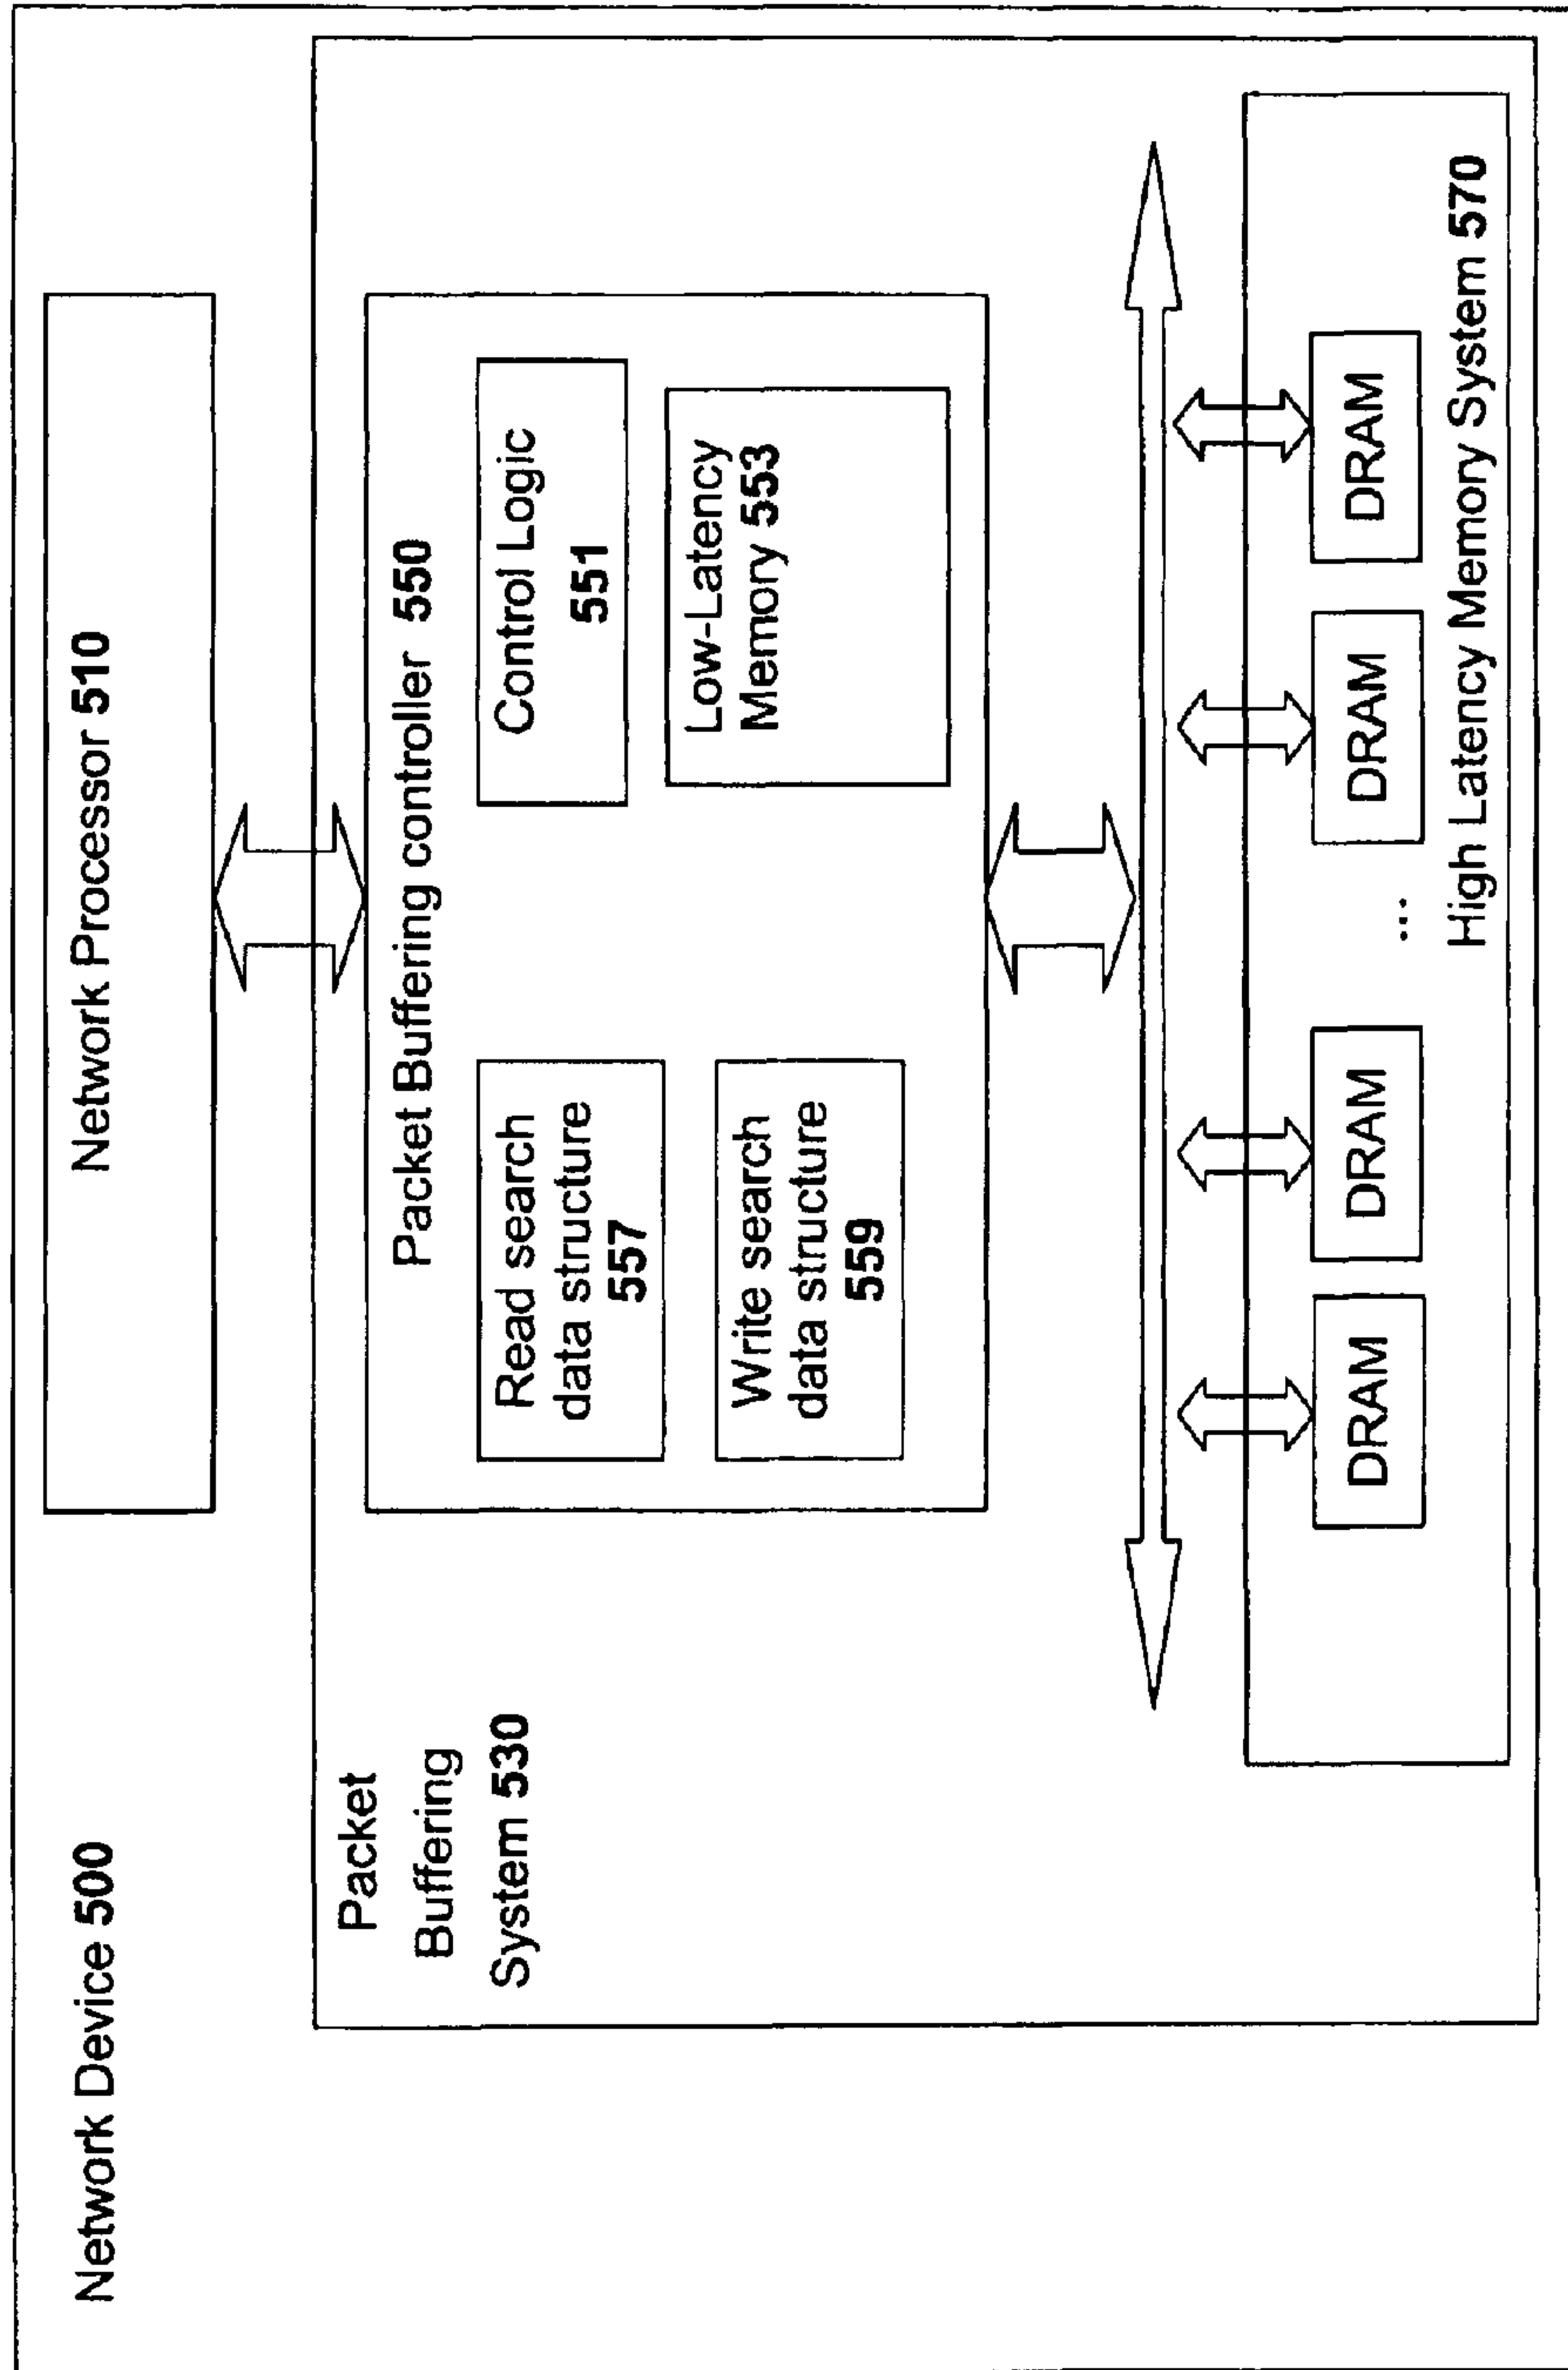 Network Device 500
Network Processor 510
Packet
Buffering
System 530
Packet Buffering controller 550
Read search
data structure
557
Control Logic
551
Write search
data structure
559
Low-Latency
Memory 553
DRAM
DRAM
...
DRAM
DRAM
High Latency Memory System 570